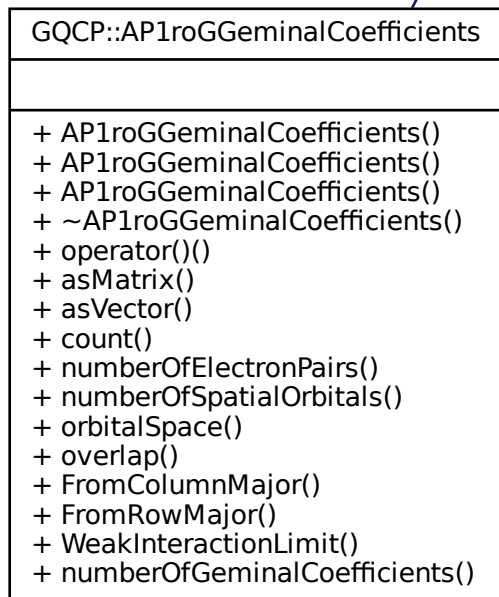 GQCP::AP1roGGeminalCoefficients
+ AP1roGGeminalCoefficients()
+ AP1roGGeminalCoefficients()
+ AP1roGGeminalCoefficients()
+ ~AP1roGGeminalCoefficients()
+ operator()()
+ asMatrix()
+ asVector()
+ count()
+ numberOfElectronPairs()
+ numberOfSpatialOrbitals()
+ orbitalSpace()
+ overlap()
+ FromColumnMajor()
+ FromRowMajor()
+ WeakInteractionLimit()
+ numberOfGeminalCoefficients()